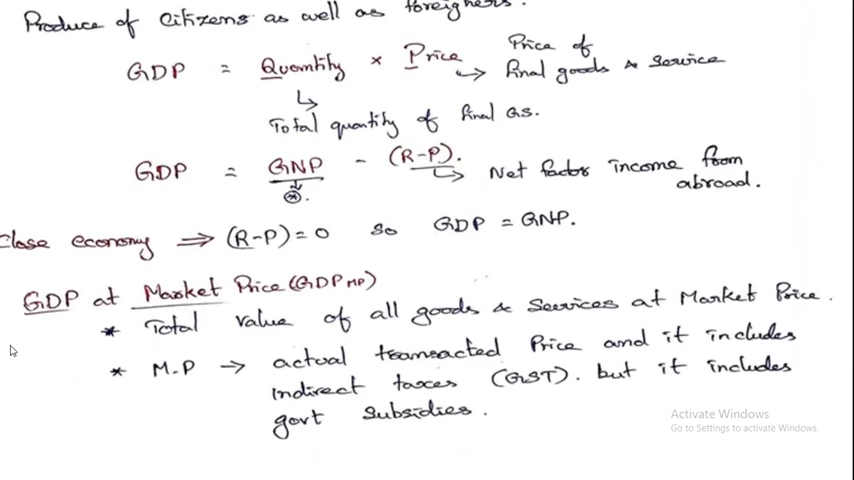 Produce of Citizens as well as foreigners.
GDP = Quantity × Price ↳ Price of final goods & Service
↳ Total quantity of final GS.
GDP = GNP - (R-P). ↳ Net factor income from abroad.
Close economy ⇒ (R-P) = 0 so GDP = GNP.
GDP at Market Price (GDP MP)
* Total value of all goods & Services at Market Price.
* M.P → actual transacted Price and it includes
indirect taxes (GST). but it includes
govt subsidies.
Activate Windows
Go to Settings to activate Windows.